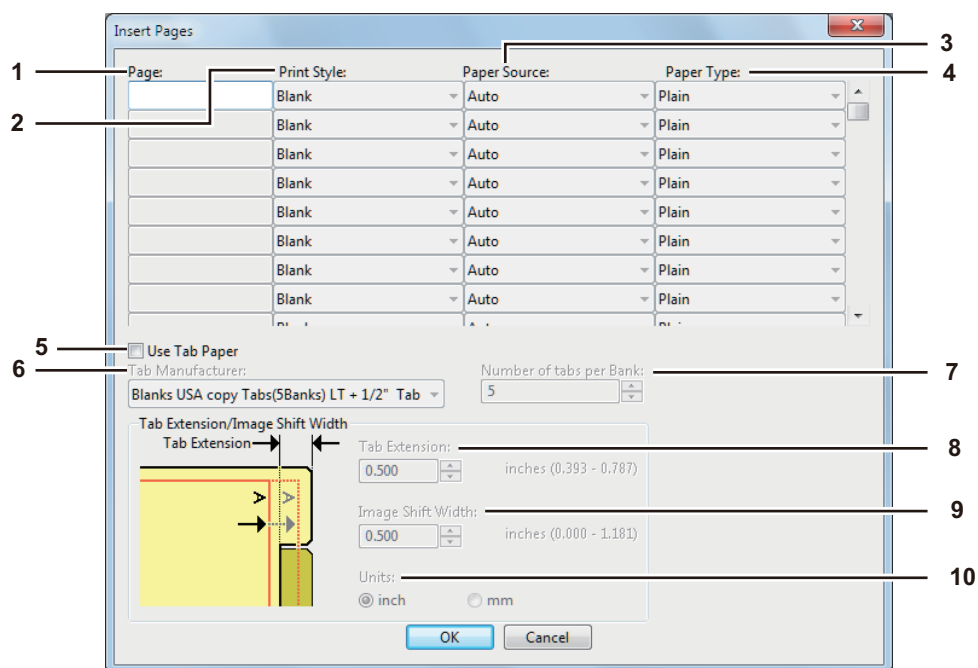 Insert Pages
3
1 Page: Print Style: Paper Source: Paper Type: 4
2 Blank Auto Plain
Blank Auto Plain
Blank Auto Plain
Blank Auto Plain
Blank Auto Plain
Blank Auto Plain
Blank Auto Plain
Blank Auto Plain
5 Use Tab Paper
6 Tab Manufacturer: Number of tabs per Bank: 7
Blanks USA copy Tabs(5Banks) LT + 1/2" Tab 5
Tab Extension/Image Shift Width
Tab Extension Tab Extension: 8
0.500 inches (0.393 - 0.787)
A A
Image Shift Width: 9
0.500 inches (0.000 - 1.181)
Units: 10
inch mm
OK Cancel